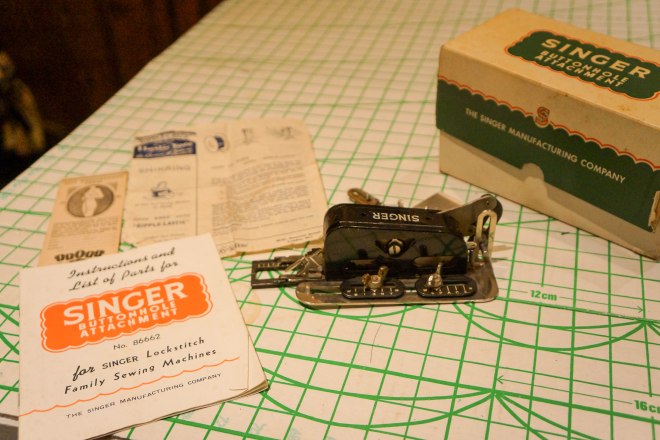 SINGER
BUTTONHOLE
ATTACHMENT
S
THE SINGER MANUFACTURING COMPANY
SHIRRING
SINGER
Instructions and
List of Parts for
SINGER
BUTTONHOLE
ATTACHMENT
No. 86662
for SINGER Lockstitch
Family Sewing Machines
THE SINGER MANUFACTURING COMPANY
12cm
16cm